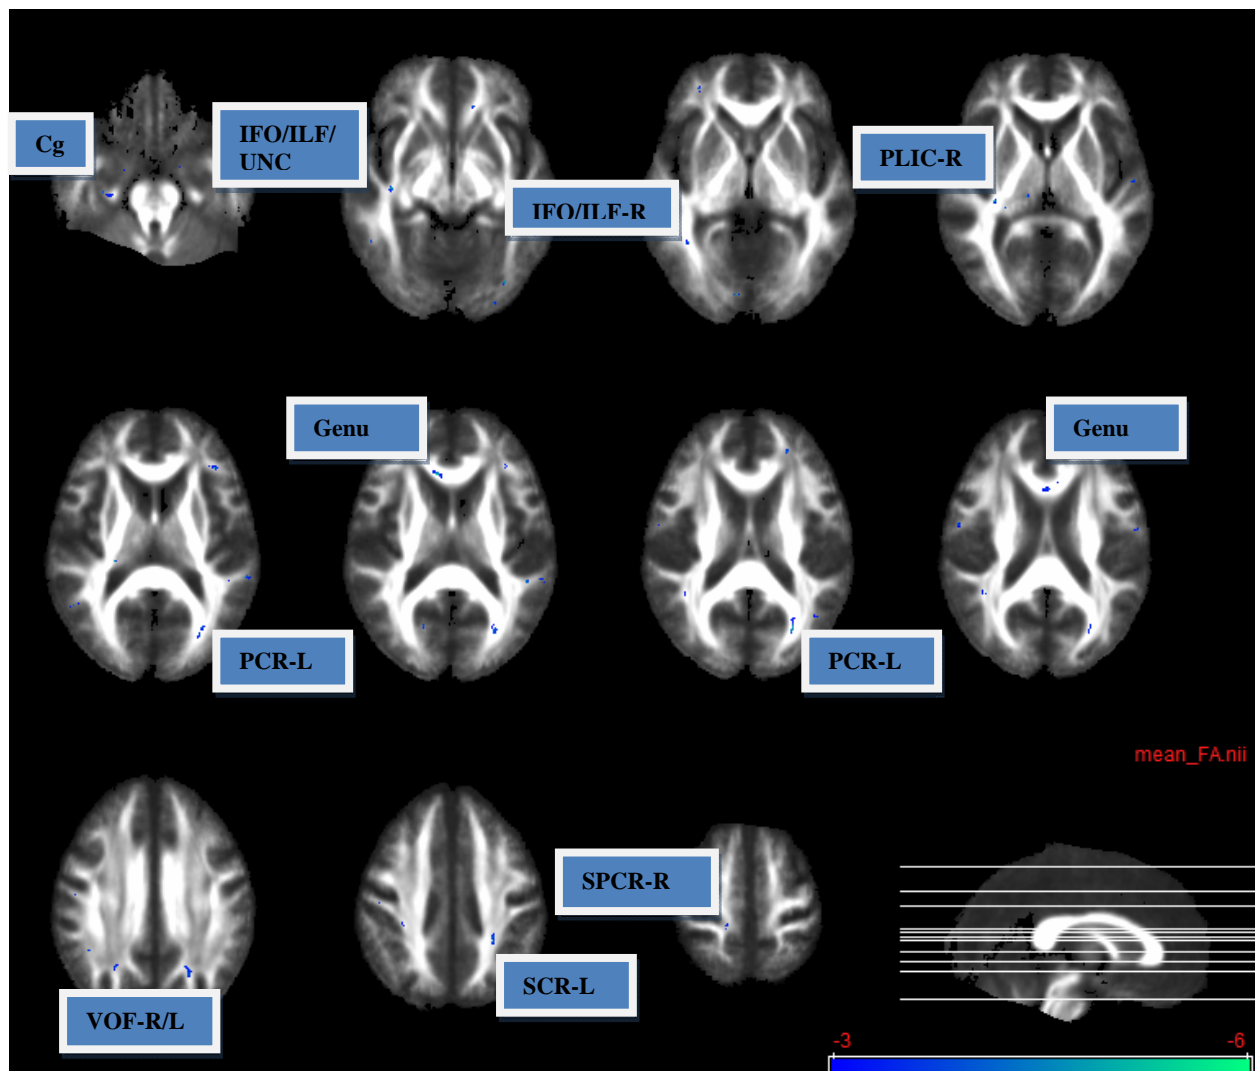 Cg
IFO/ILF/
UNC
IFO/ILF-R
PLIC-R
Genu
Genu
PCR-L
PCR-L
mean_FA.nii
SPCR-R
SCR-L
VOF-R/L
-3
-6